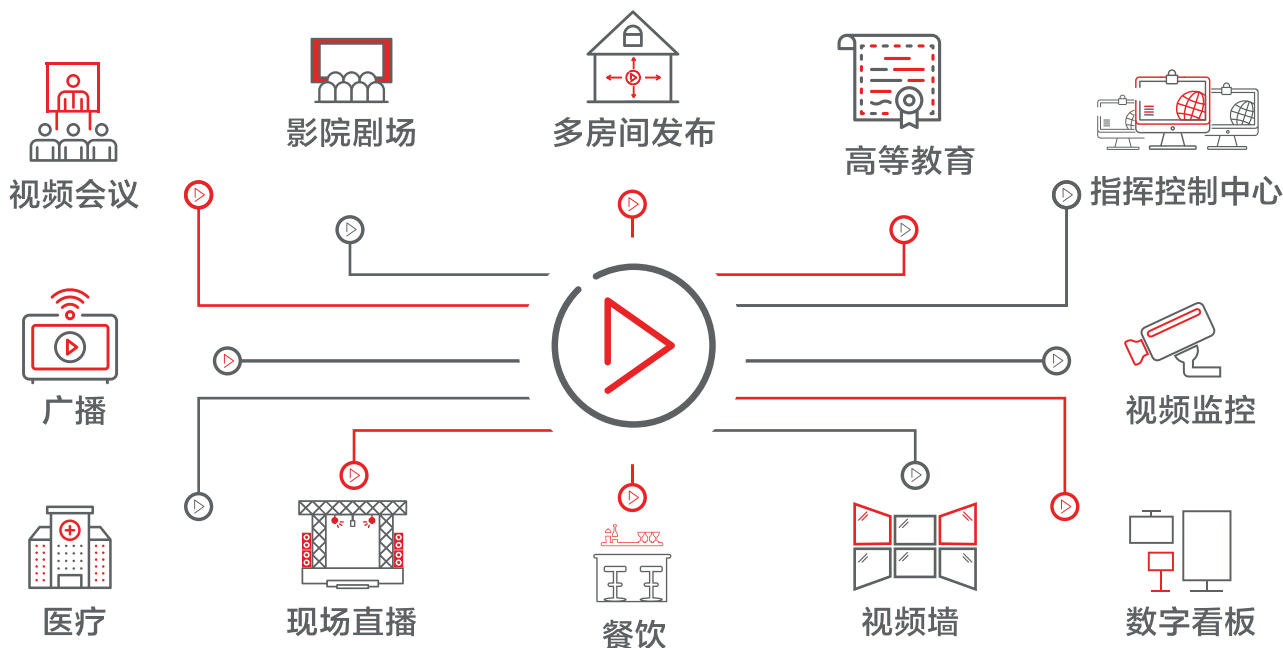 影院剧场
多房间发布
高等教育
视频会议
指挥控制中心
广播
视频监控
医疗
现场直播
餐饮
视频墙
数字看板